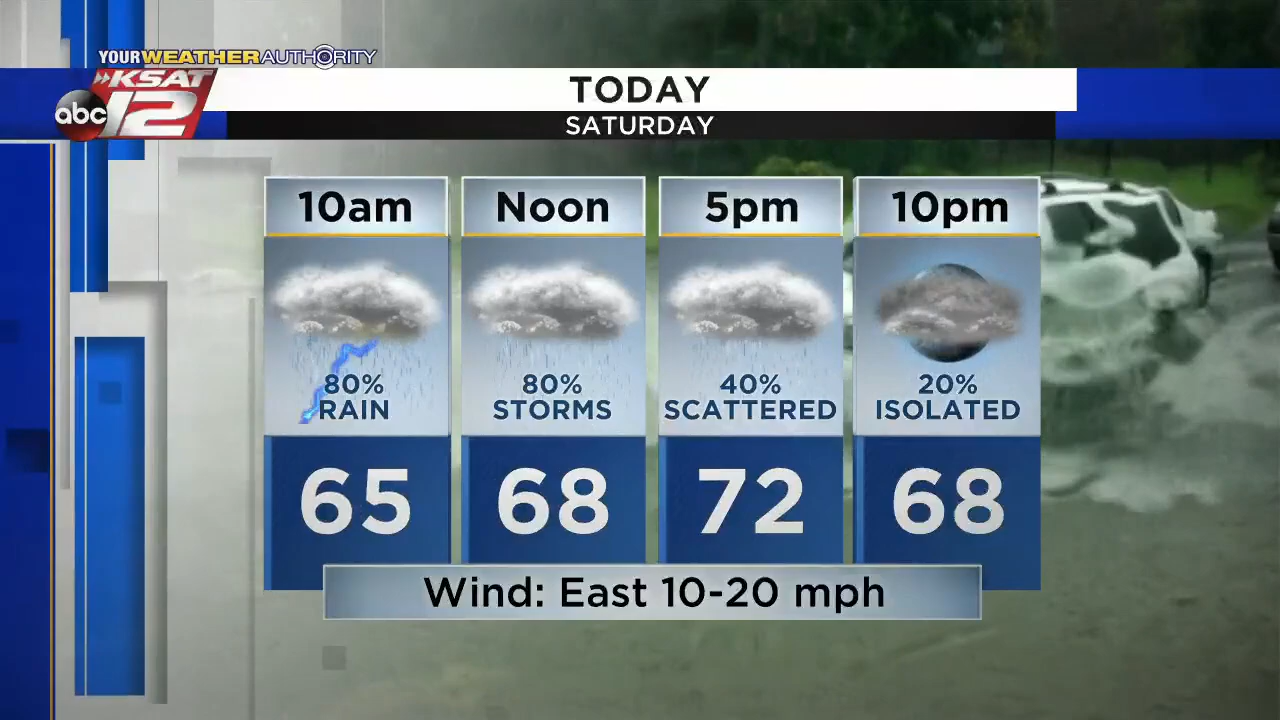 YOURWEATHERAUTHORITY
KSAT
abc 12
TODAY
SATURDAY
10am Noon 5pm 10pm
80% 80% 40% 20%
RAIN STORMS SCATTERED ISOLATED
65 68 72 68
Wind: East 10-20 mph